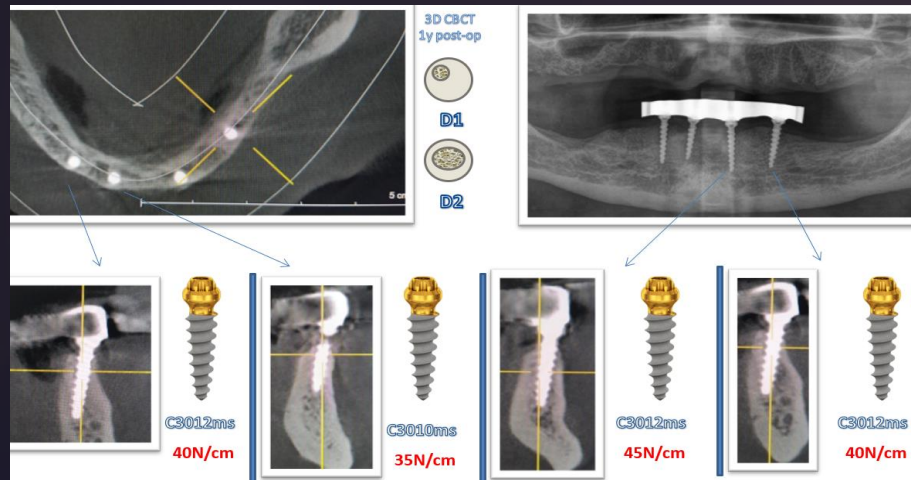 3D CBCT
1y post-op
D1
D2
5 cm
C3012ms
40N/cm
C3010ms
35N/cm
C3012ms
45N/cm
C3012ms
40N/cm